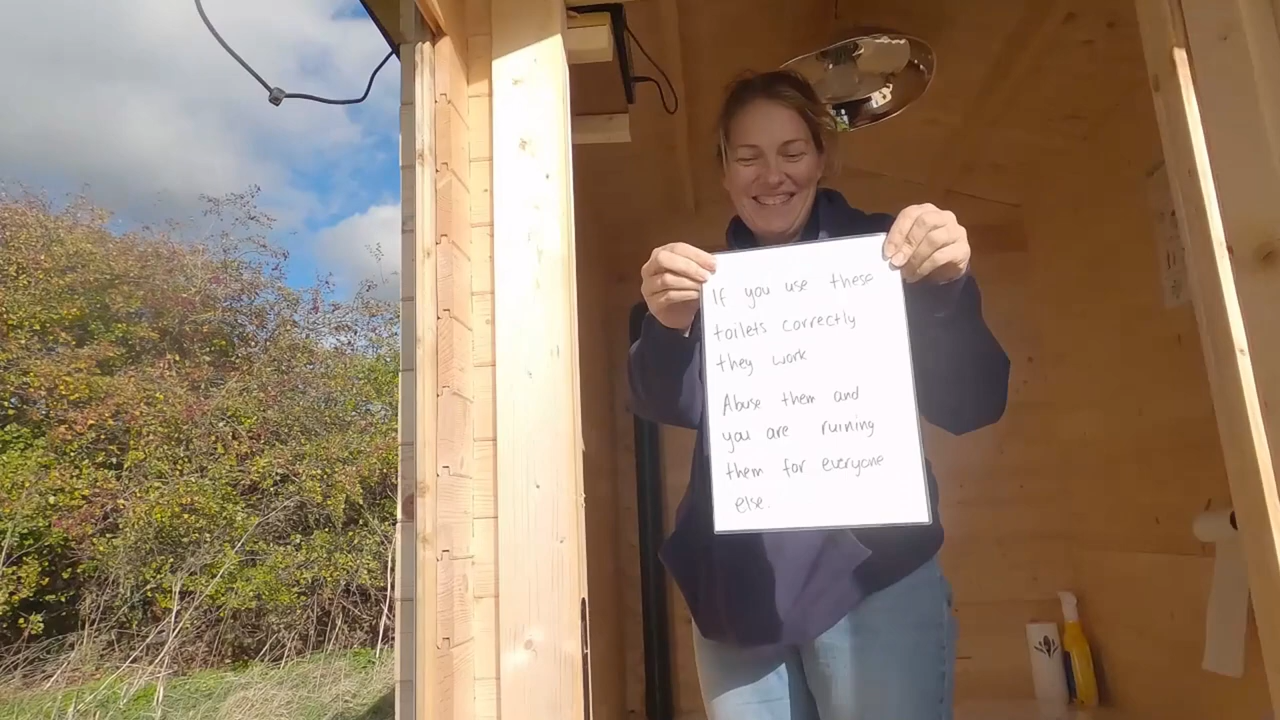 If you use these
toilets correctly
they work
Abuse them and
you are ruining
them for everyone
else.